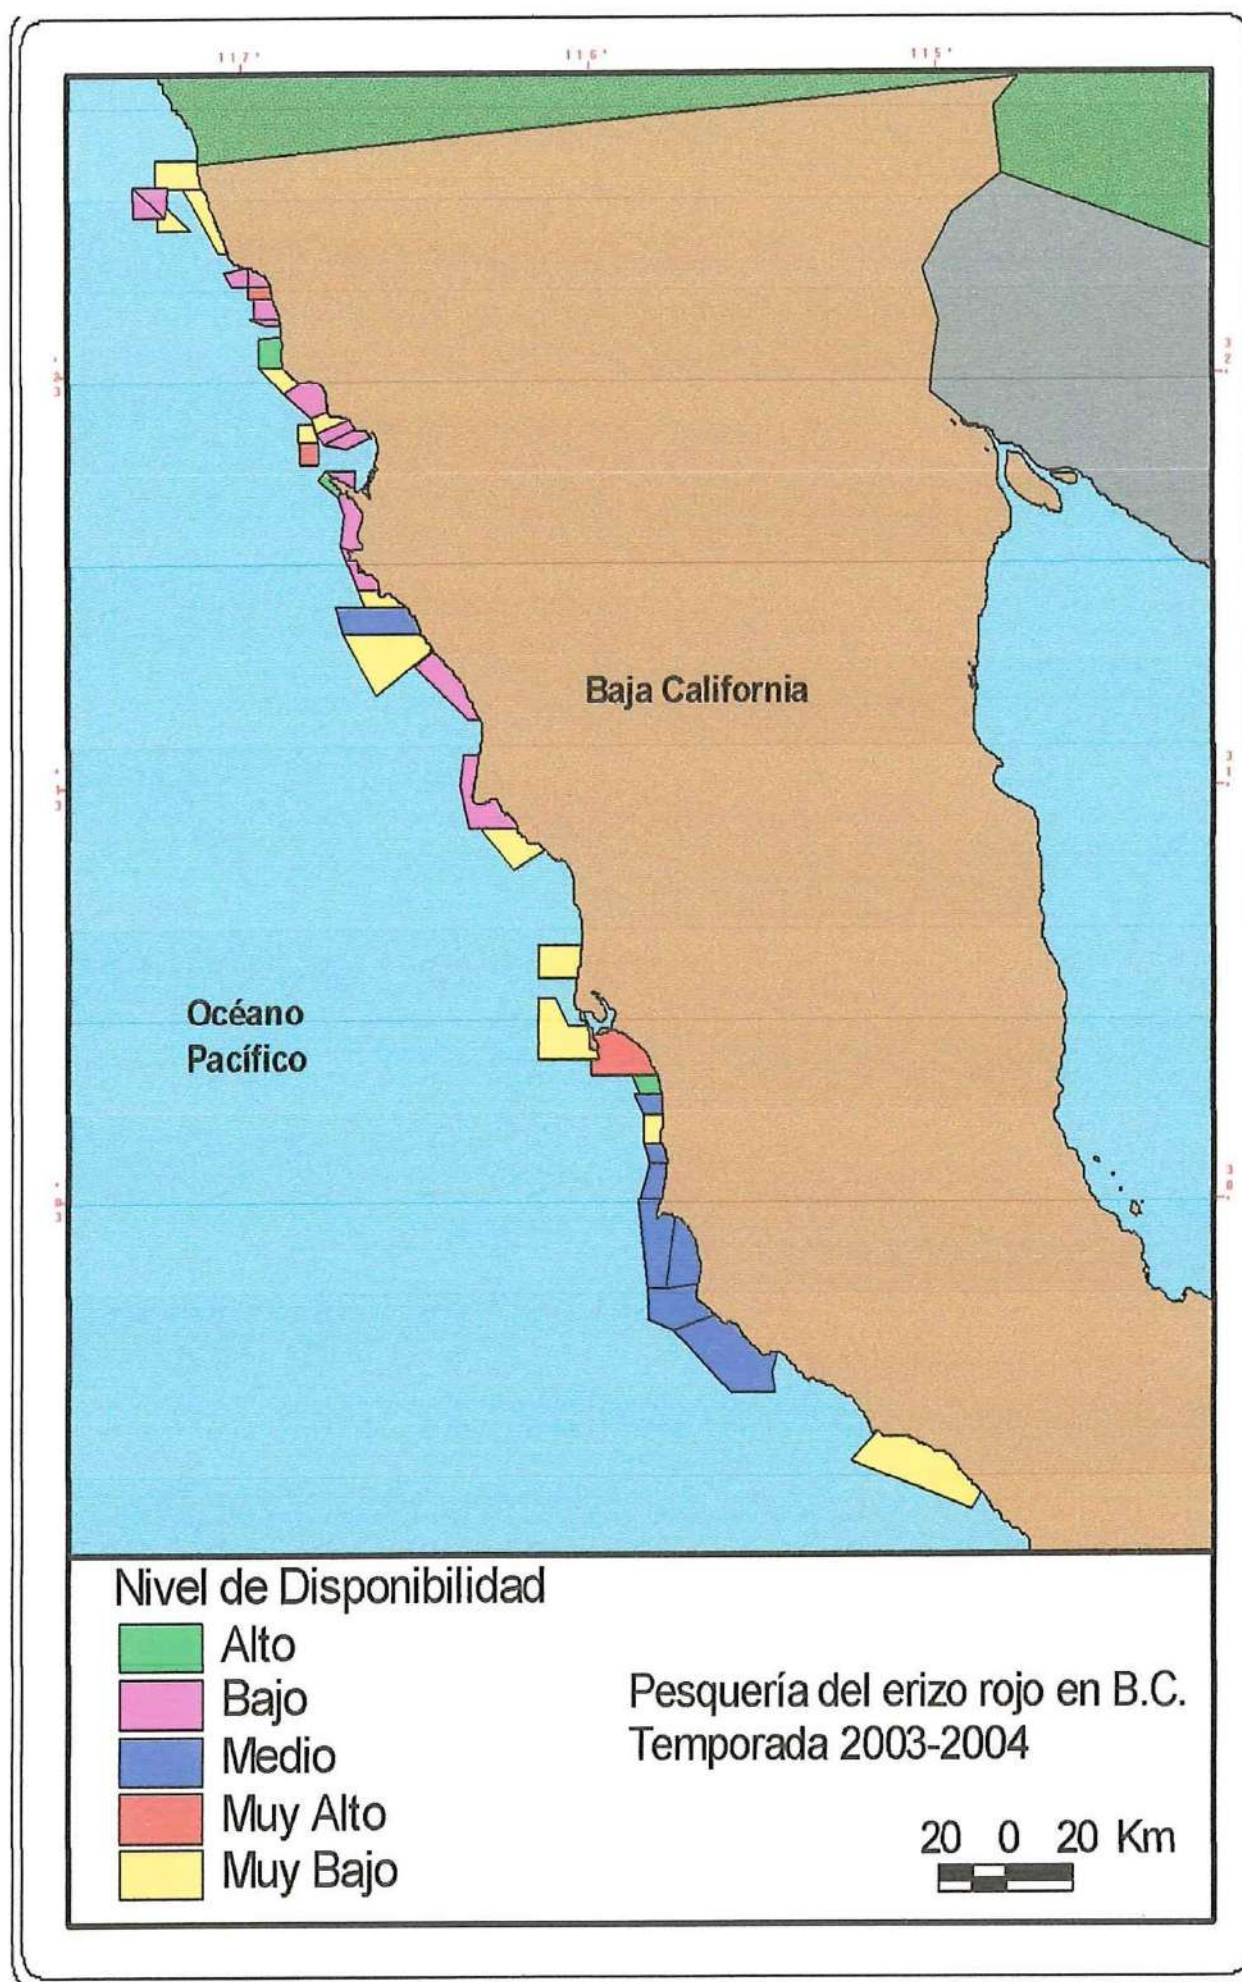 117°
116°
115°
Baja California
Océano
Pacífico
Nivel de Disponibilidad
Alto
Bajo
Medio
Muy Alto
Muy Bajo
Pesquería del erizo rojo en B.C.
Temporada 2003-2004
20 0 20 Km